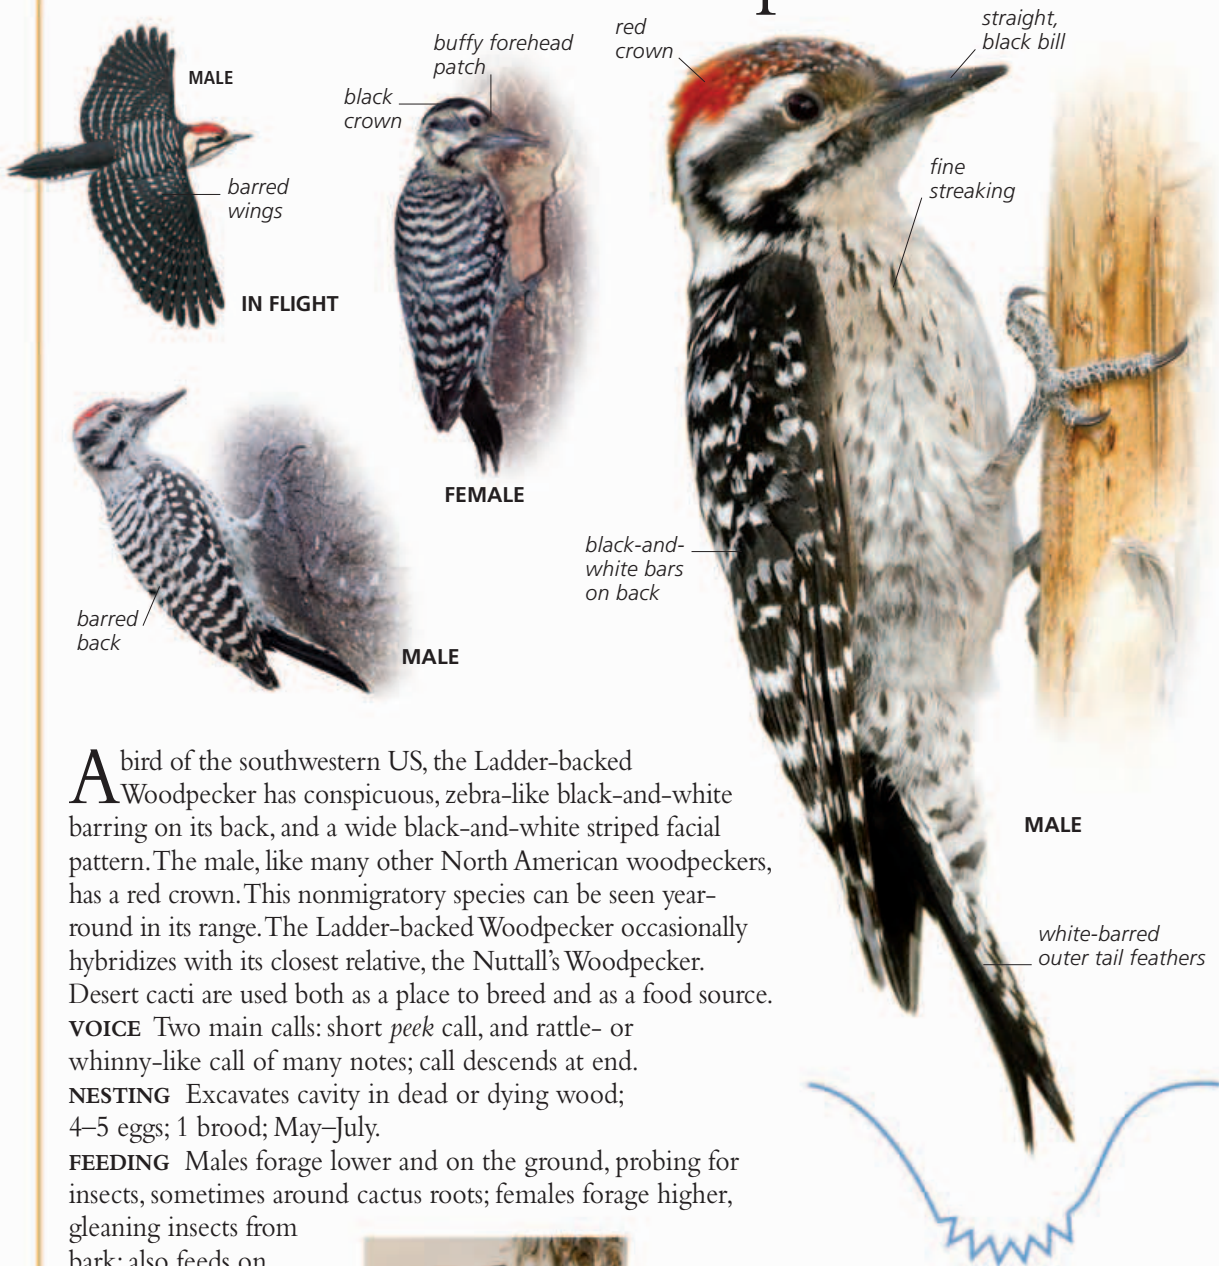 red
crown
straight,
black bill
buffy forehead
patch
MALE
black
crown
fine
streaking
barred
wings
IN FLIGHT
FEMALE
black-and-
white bars
on back
barred
back
MALE
A bird of the southwestern US, the Ladder-backed
Woodpecker has conspicuous, zebra-like black-and-white
barring on its back, and a wide black-and-white striped facial
pattern. The male, like many other North American woodpeckers,
has a red crown. This nonmigratory species can be seen year-
round in its range. The Ladder-backed Woodpecker occasionally
hybridizes with its closest relative, the Nuttall's Woodpecker.
Desert cacti are used both as a place to breed and as a food source.
VOICE Two main calls: short peek call, and rattle- or
whinny-like call of many notes; call descends at end.
NESTING Excavates cavity in dead or dying wood;
4–5 eggs; 1 brood; May–July.
FEEDING Males forage lower and on the ground, probing for
insects, sometimes around cactus roots; females forage higher,
gleaning insects from
bark; also feeds on
MALE
white-barred
outer tail feathers